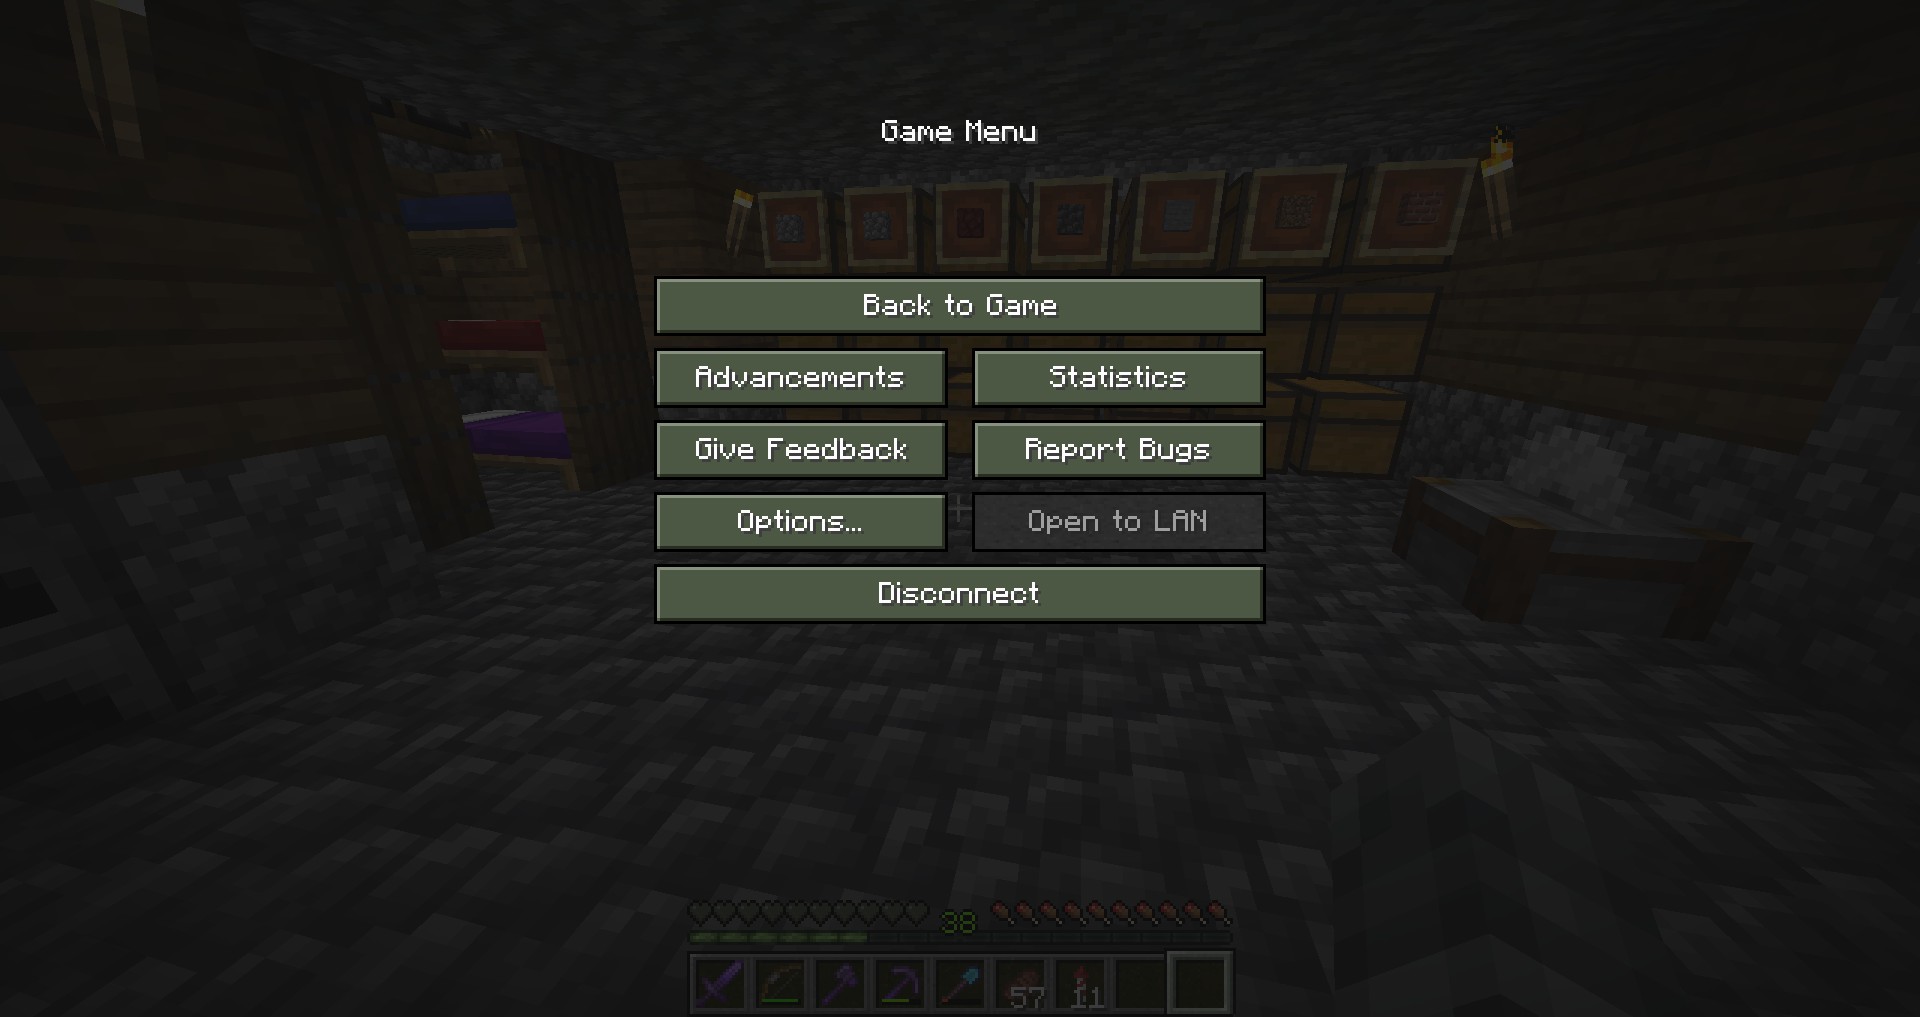 Game Menu
Back to Game
Advancements
Statistics
Give Feedback
Report Bugs
Options...
Open to LAN
Disconnect
38
57
11